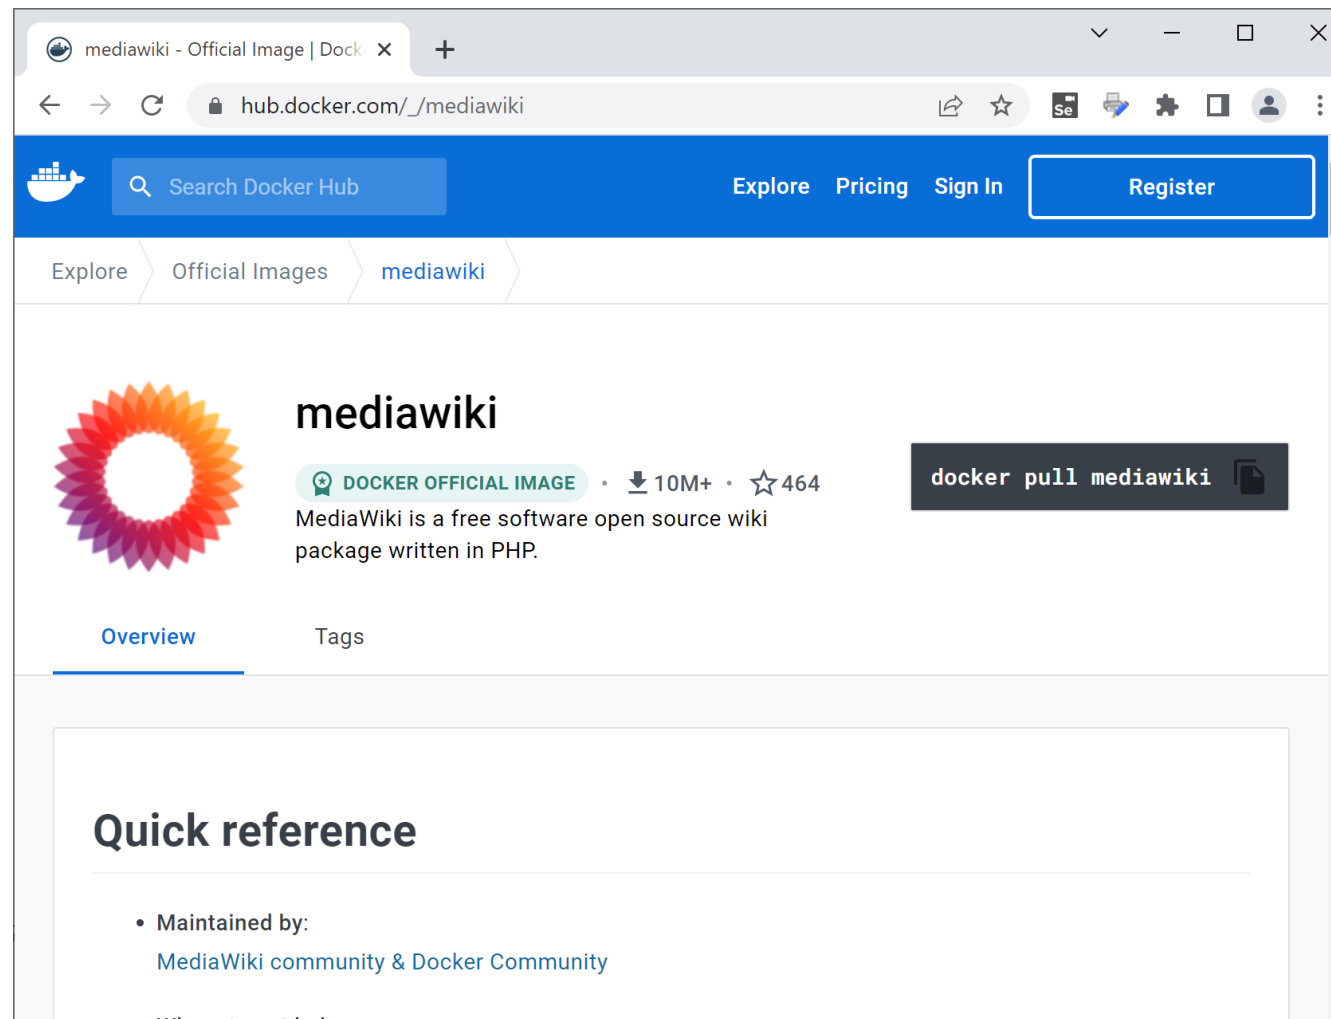 mediawiki - Official Image | Dock
hub.docker.com/_/mediawiki
Se
Search Docker Hub
Explore
Pricing
Sign In
Register
Explore
Official Images
mediawiki
mediawiki
DOCKER OFFICIAL IMAGE · 10M+ · 464
docker pull mediawiki
MediaWiki is a free software open source wiki
package written in PHP.
Overview
Tags
Quick reference
• Maintained by:
MediaWiki community & Docker Community